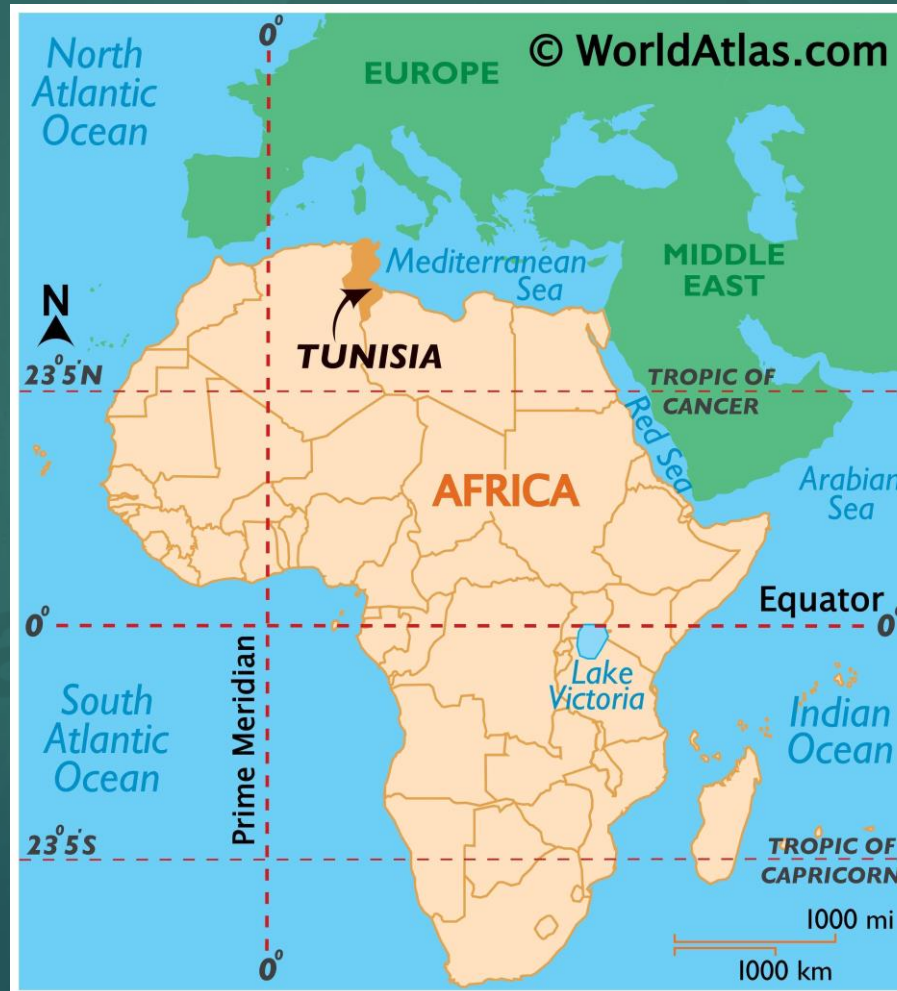 0°
© WorldAtlas.com
North
Atlantic
Ocean
EUROPE
MIDDLE
EAST
Mediterranean
Sea
N
TUNISIA
23°5'N
TROPIC OF
CANCER
Red Sea
AFRICA
Arabian
Sea
Equator
0°
0°
Lake
Victoria
Prime Meridian
South
Atlantic
Ocean
Indian
Ocean
23°5'S
TROPIC OF
CAPRICORN
1000 mi
1000 km
0°